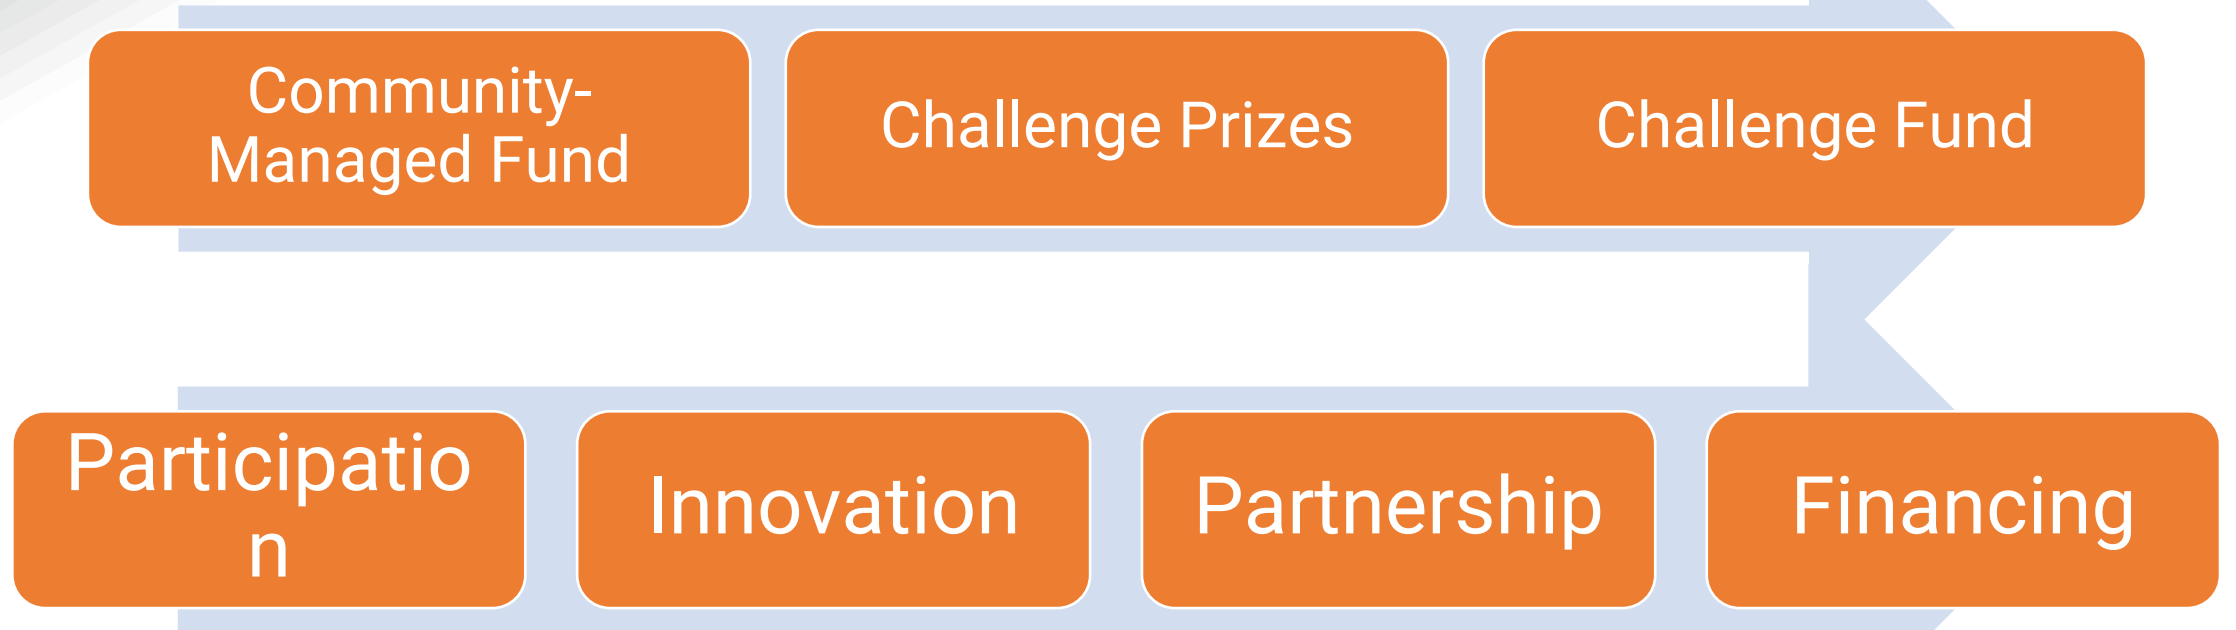 Community-
Managed Fund
Challenge Prizes
Challenge Fund
Participatio
n
Innovation
Partnership
Financing